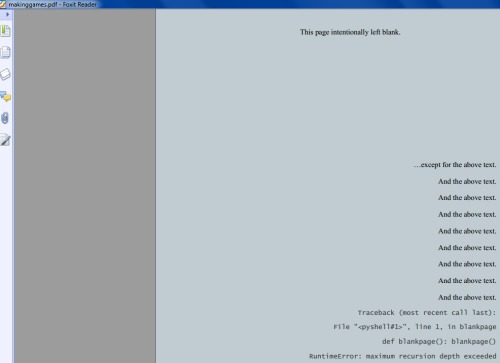 makinggames.pdf - Foxit Reader
This page intentionally left blank.
…except for the above text.
And the above text.
And the above text.
And the above text.
And the above text.
And the above text.
And the above text.
And the above text.
And the above text.
Traceback (most recent call last):
File "<pyshell#1>", line 1, in blankpage
def blankpage(): blankpage()
RuntimeError: maximum recursion depth exceeded